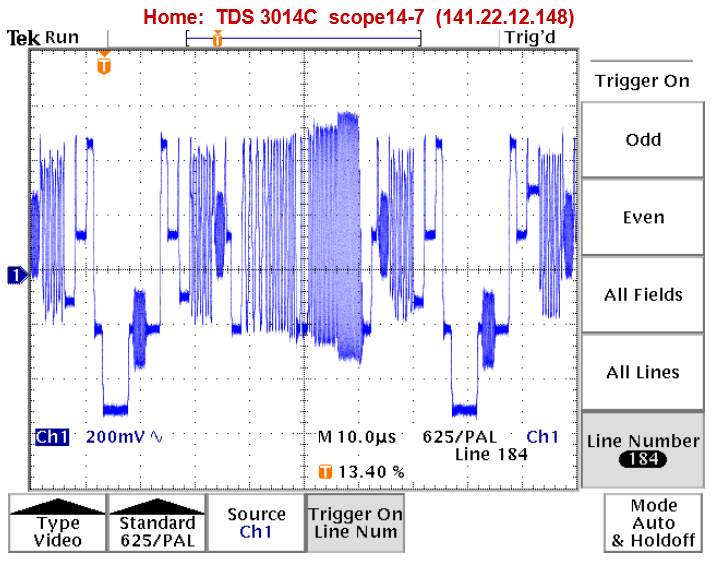 Home: TDS 3014C scope14-7 (141.22.12.148)
Tek Run Trig'd
T
T
Trigger On
Odd
Even
All Fields
All Lines
Line Number
184
1
Ch1 200mV∿ M 10.0µs 625/PAL Ch1
Line 184
T 13.40 %
Type
Video
Standard
625/PAL
Source
Ch1
Trigger On
Line Num
Mode
Auto
& Holdoff